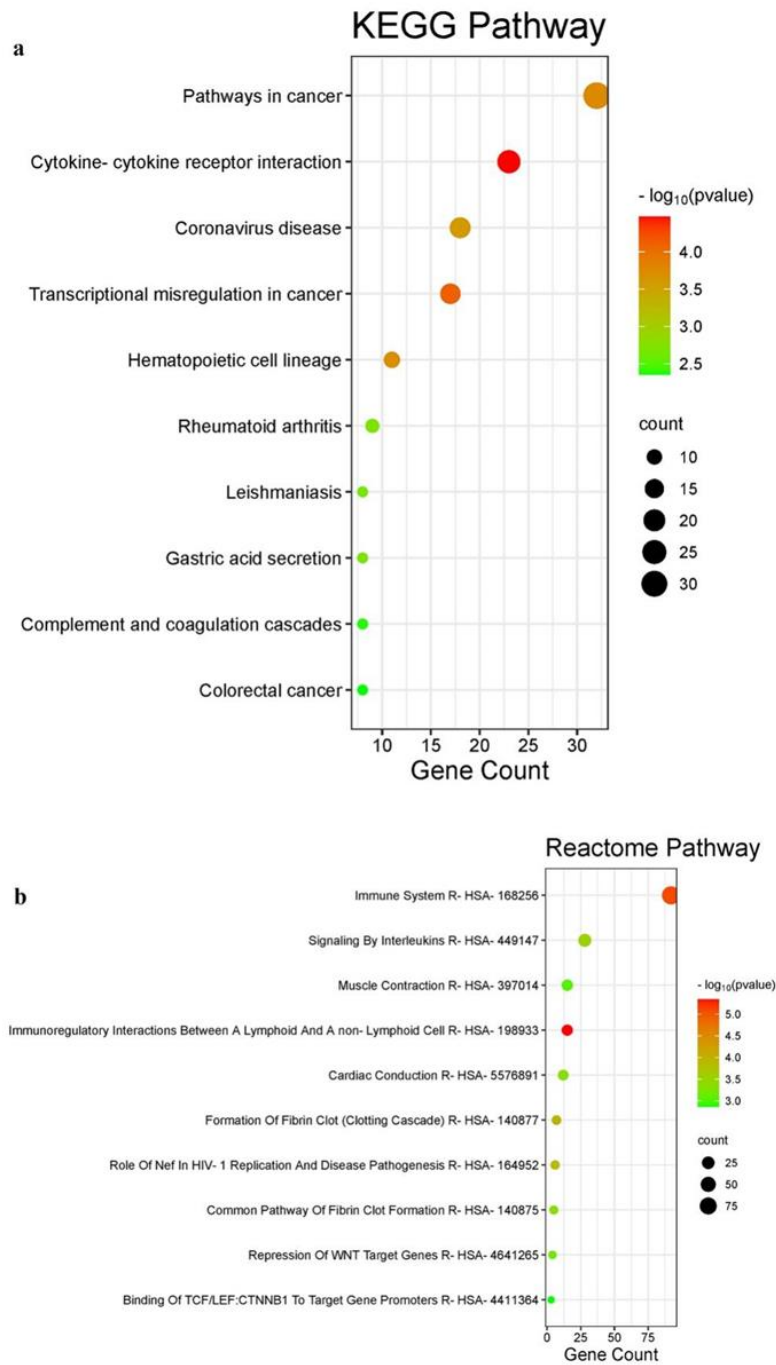 KEGG Pathway
a
Pathways in cancer
Cytokine- cytokine receptor interaction
Coronavirus disease
Transcriptional misregulation in cancer
Hematopoietic cell lineage
Rheumatoid arthritis
Leishmaniasis
Gastric acid secretion
Complement and coagulation cascades
Colorectal cancer
10 15 20 25 30
Gene Count
- log10(pvalue)
4.0
3.5
3.0
2.5
count
10
15
20
25
30
Reactome Pathway
b
Immune System R- HSA- 168256
Signaling By Interleukins R- HSA- 449147
Muscle Contraction R- HSA- 397014
Immunoregulatory Interactions Between A Lymphoid And A non- Lymphoid Cell R- HSA- 198933
Cardiac Conduction R- HSA- 5576891
Formation Of Fibrin Clot (Clotting Cascade) R- HSA- 140877
Role Of Nef In HIV- 1 Replication And Disease Pathogenesis R- HSA- 164952
Common Pathway Of Fibrin Clot Formation R- HSA- 140875
Repression Of WNT Target Genes R- HSA- 4641265
Binding Of TCF/LEF:CTNNB1 To Target Gene Promoters R- HSA- 4411364
0 25 50 75
Gene Count
- log10(pvalue)
5.0
4.5
4.0
3.5
3.0
count
25
50
75